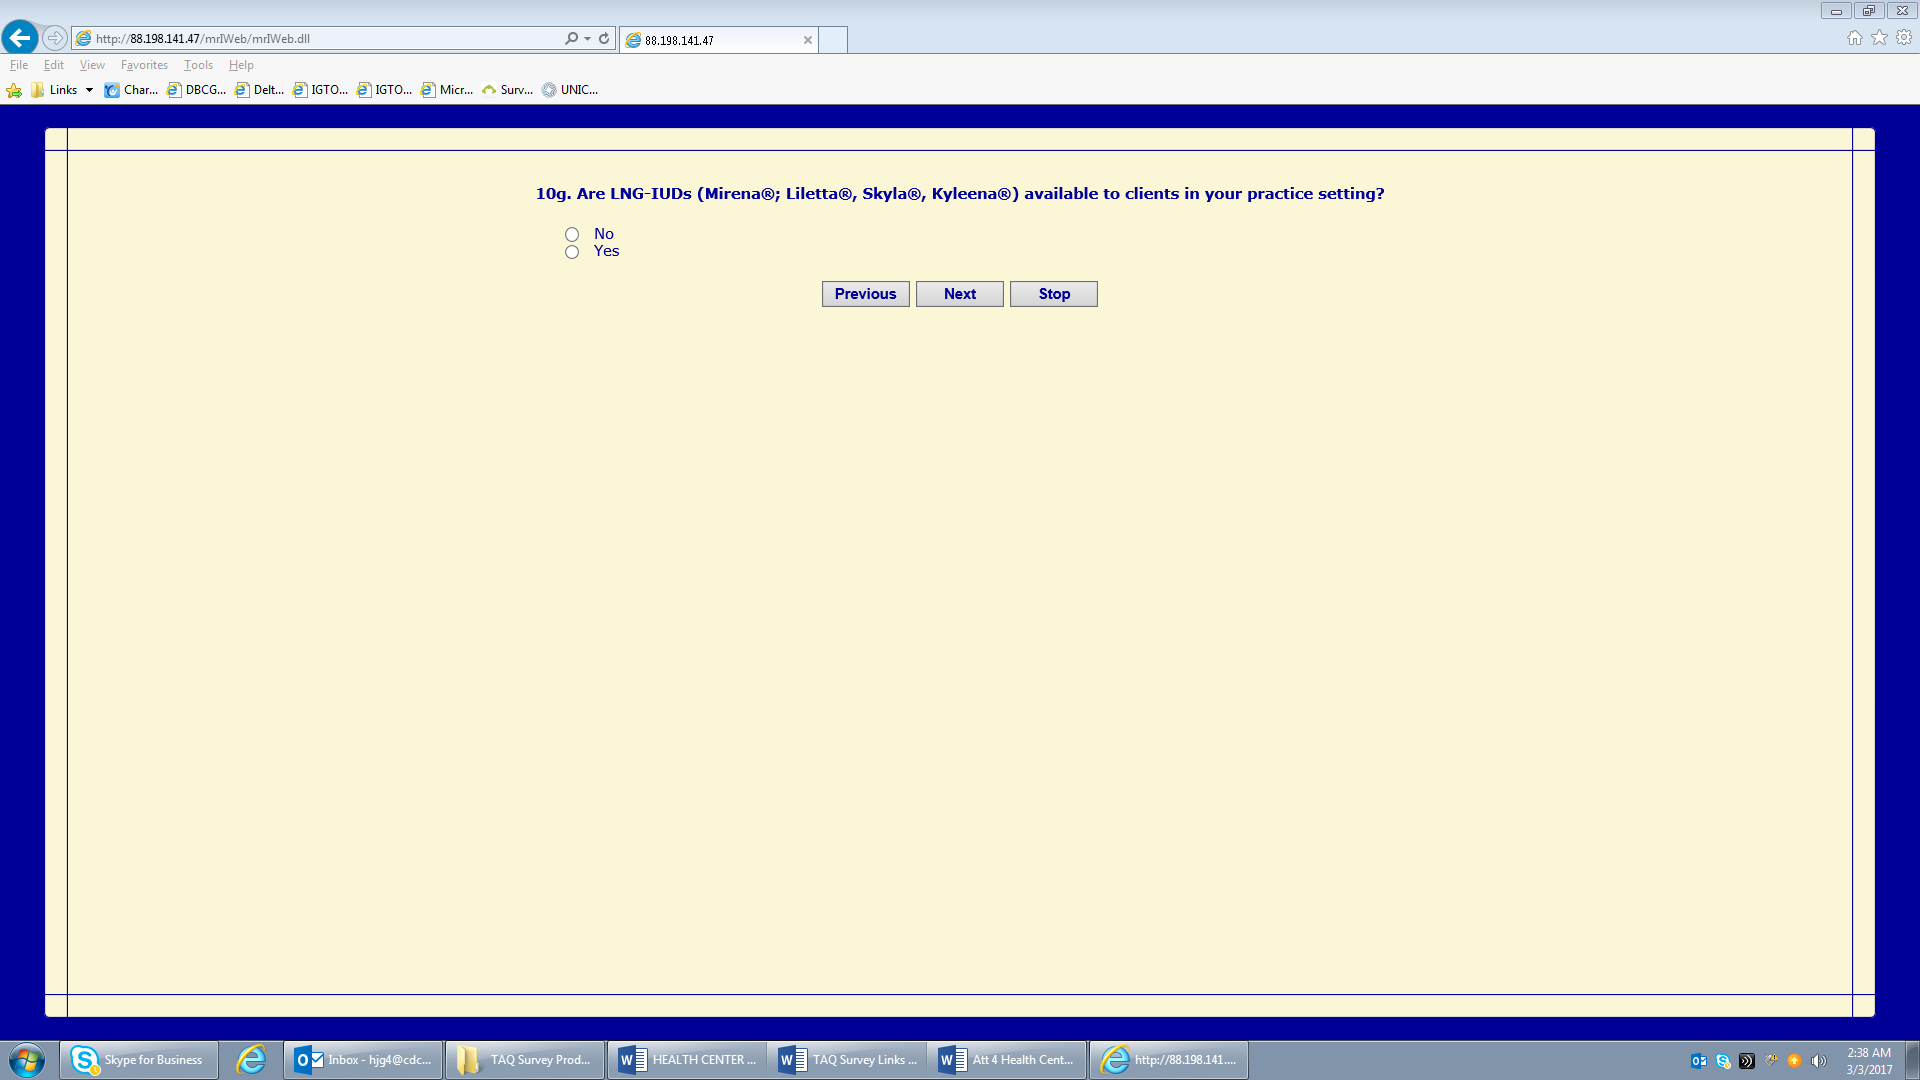 http://88.198.141.47/mrIWeb/mrIWeb.dll
88.198.141.47
File Edit View Favorites Tools Help
Links Char... DBCG... Delt... IGTO... IGTO... Micr... Surv... UNIC...
10g. Are LNG-IUDs (Mirena®; Liletta®, Skyla®, Kyleena®) available to clients in your practice setting?
No
Yes
Previous Next Stop
Skype for Business Inbox - hjg4@cdc... TAQ Survey Prod... HEALTH CENTER ... TAQ Survey Links ... Att 4 Health Cent... http://88.198.141....
2:38 AM
3/3/2017